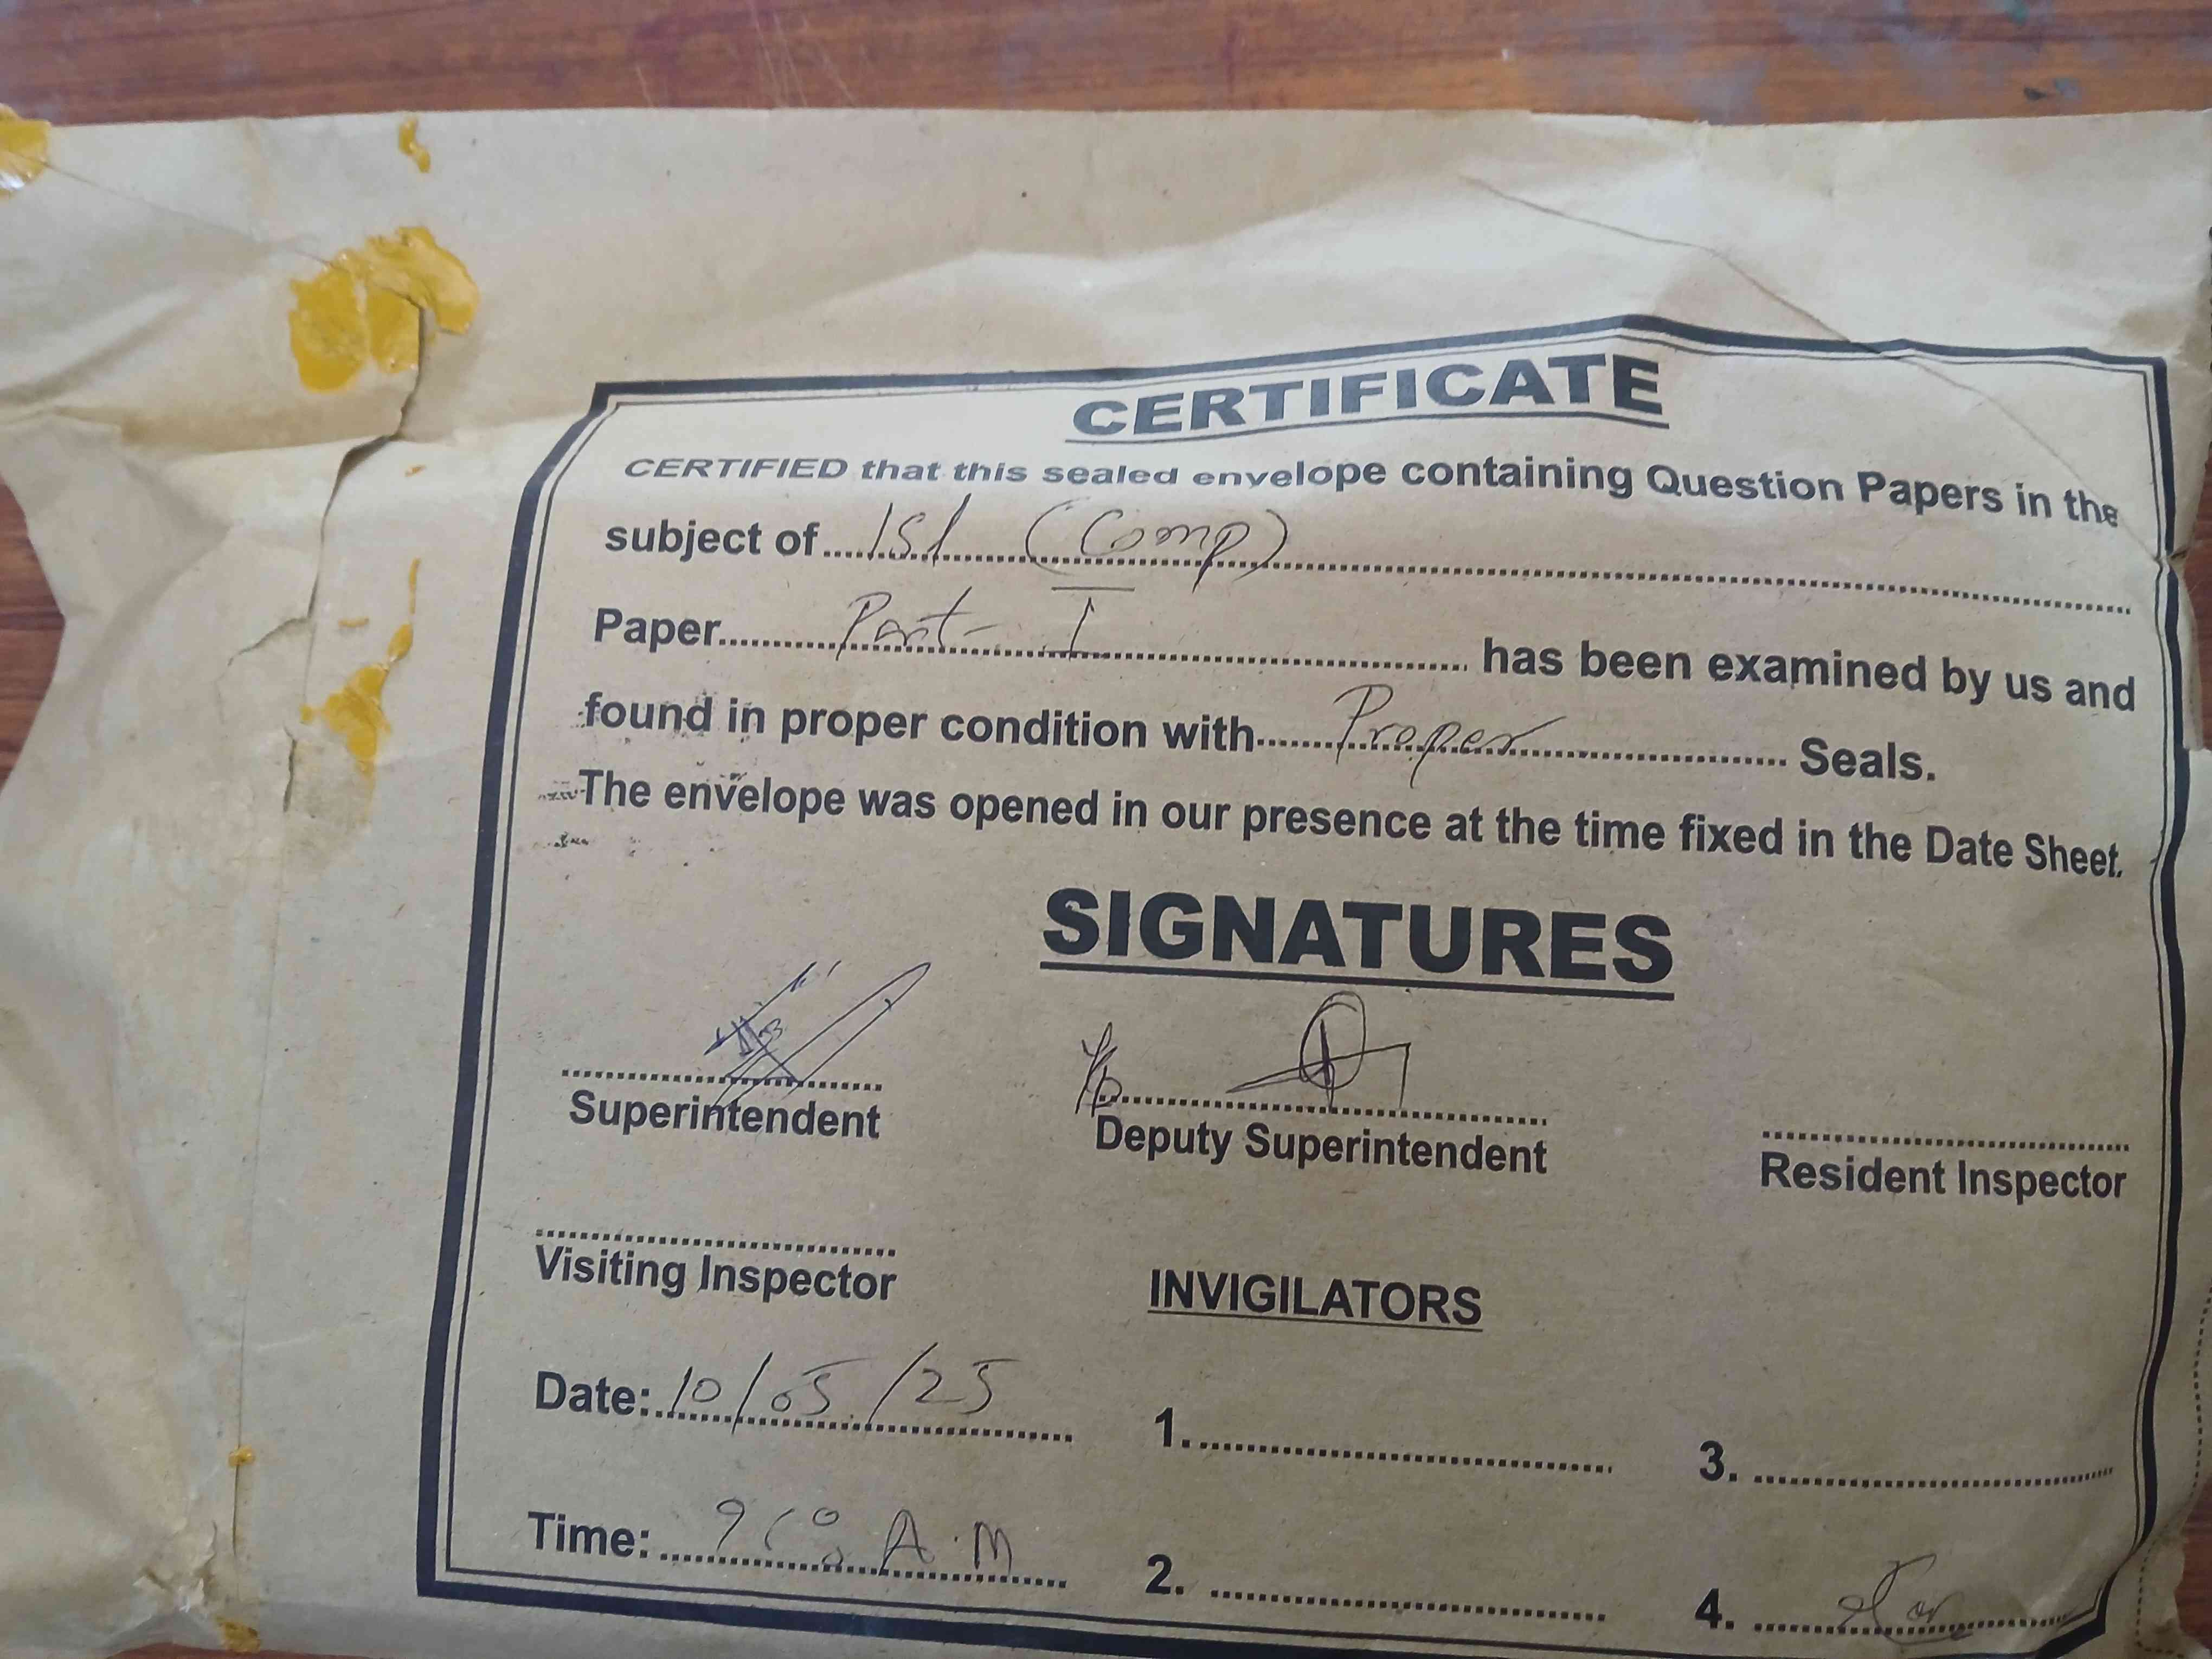 CERTIFICATE
CERTIFIED that this sealed envelope containing Question Papers in the
subject of Isl (Comp)
Paper Part - I has been examined by us and
found in proper condition with Proper Seals.
The envelope was opened in our presence at the time fixed in the Date Sheet.
SIGNATURES
Superintendent Deputy Superintendent Resident Inspector
Visiting Inspector INVIGILATORS
Date: 10/05/25 1. 3.
Time: A.M 2. 4.